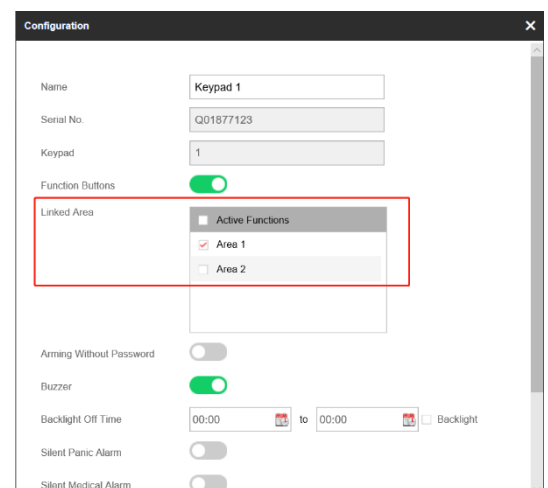 Configuration
Name Keypad 1
Serial No. Q01877123
Keypad 1
Function Buttons
Linked Area Active Functions
Area 1
Area 2
Arming Without Password
Buzzer
Backlight Off Time 00:00 to 00:00 Backlight
Silent Panic Alarm
Silent Medical Alarm